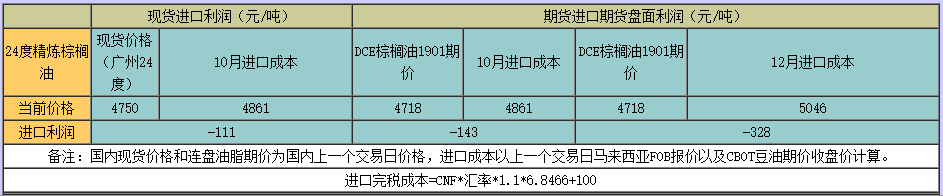 现货进口利润（元/吨） 期货进口期货盘面利润（元/吨）
24度精炼棕榈油 现货价格（广州24度） 10月进口成本 DCE棕榈油1901期价 10月进口成本 DCE棕榈油1901期价 12月进口成本
当前价格 4750 4861 4718 4861 4718 5046
进口利润 -111 -143 -328
备注：国内现货价格和连盘油脂期价为国内上一个交易日价格，进口成本以上一个交易日马来西亚FOB报价以及CBOT豆油期价收盘价计算。
进口完税成本=CNF*汇率*1.1*6.8466+100